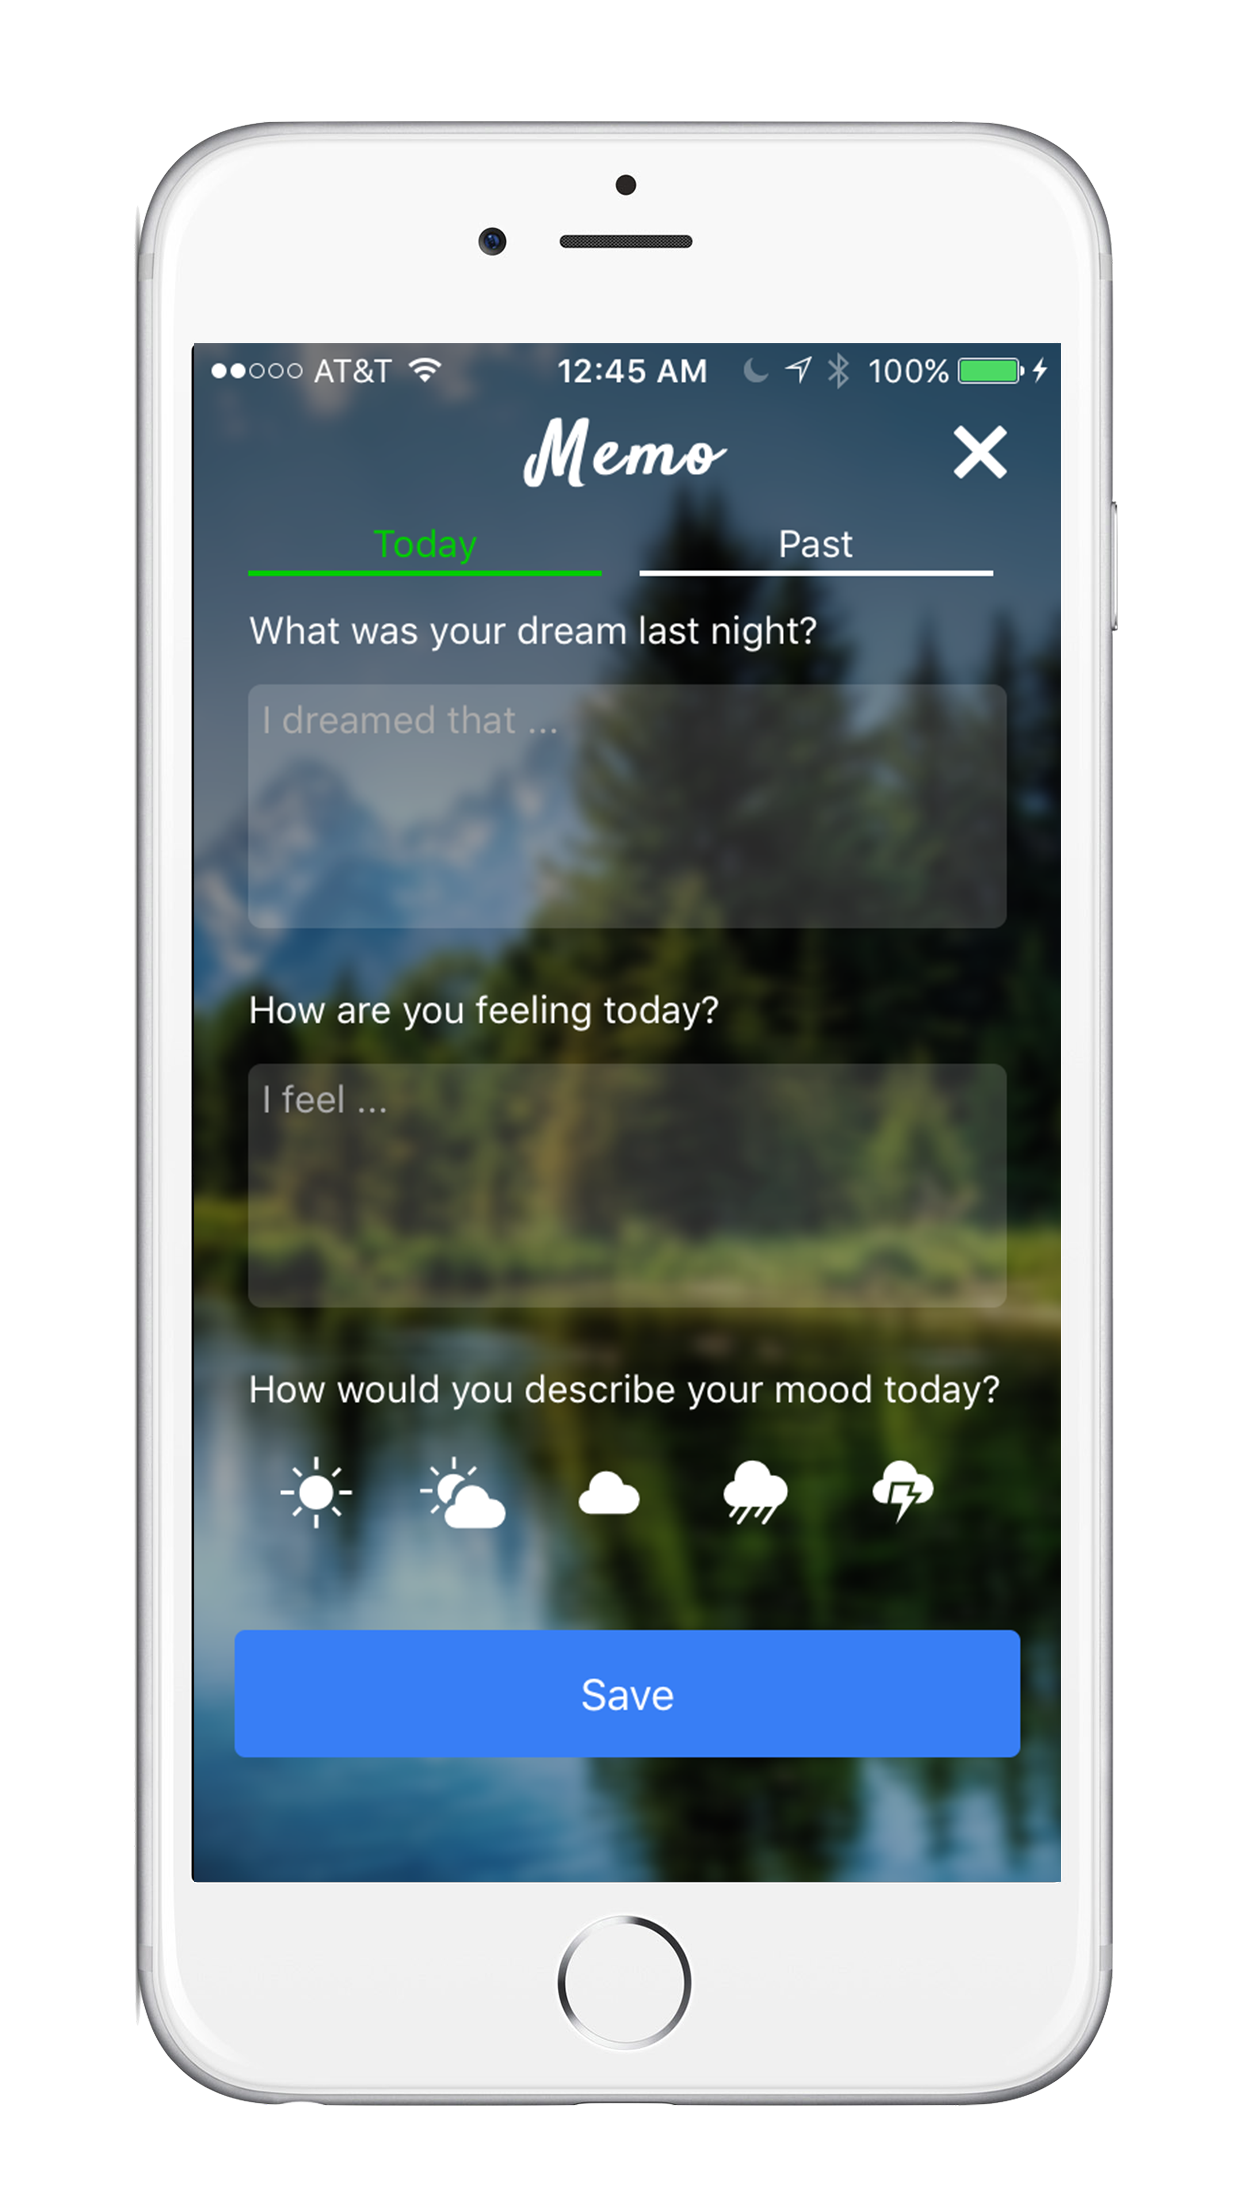 AT&T 12:45 AM 100%
Memo
Today Past
What was your dream last night?
I dreamed that ...
How are you feeling today?
I feel ...
How would you describe your mood today?
Save